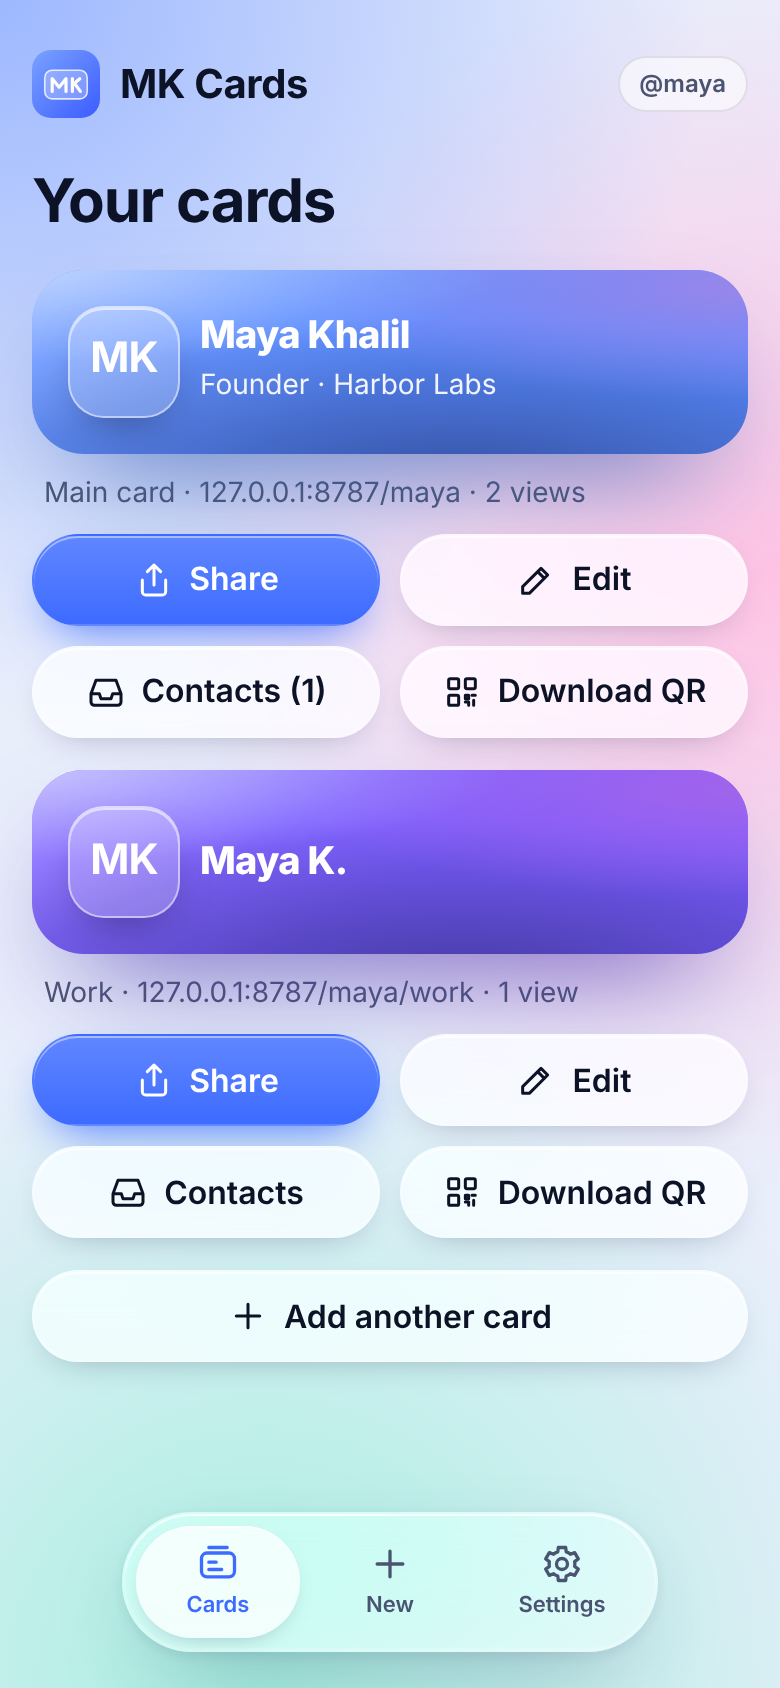 MK
MK Cards
@maya
Your cards
MK
Maya Khalil
Founder · Harbor Labs
Main card · 127.0.0.1:8787/maya · 2 views
Share
Edit
Contacts (1)
Download QR
MK
Maya K.
Work · 127.0.0.1:8787/maya/work · 1 view
Share
Edit
Contacts
Download QR
Add another card
Cards
New
Settings